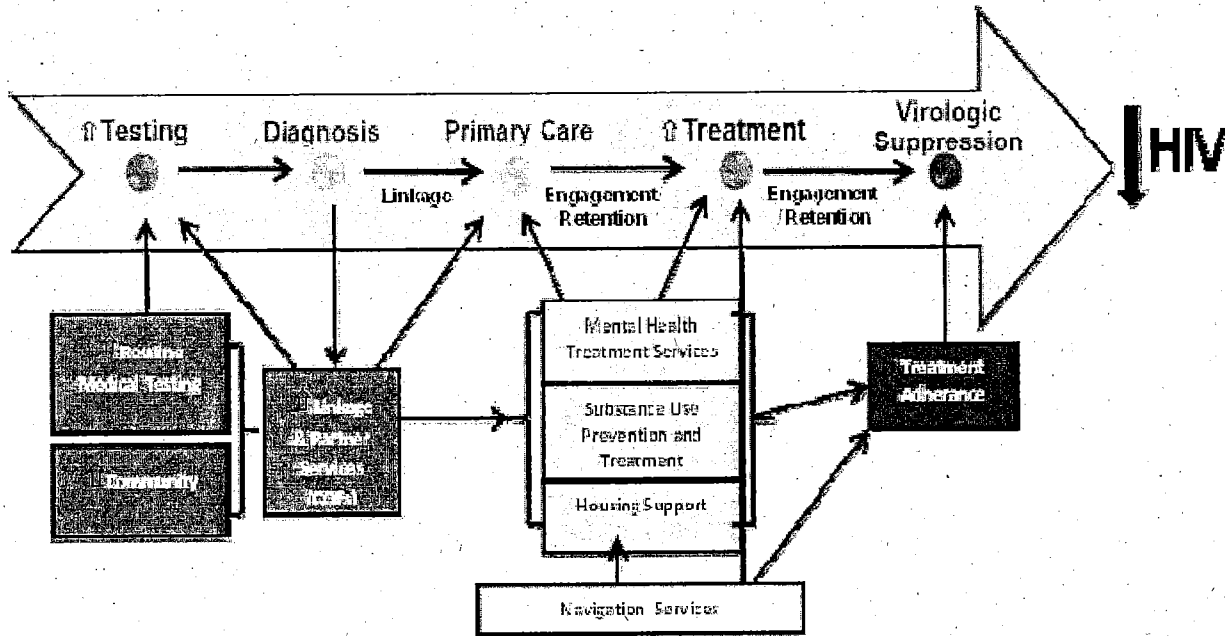 ⇧Testing
Diagnosis
Primary Care
⇧Treatment
Virologic
Suppression
HIV
Linkage
Engagement/
Retention
Engagement
/Retention
Routine
Medical Testing
Community
Linkage
& Partner
Services
Mental Health
Treatment Services
Substance Use
Prevention and
Treatment
Housing Support
Treatment
Adherance
Navigation Services